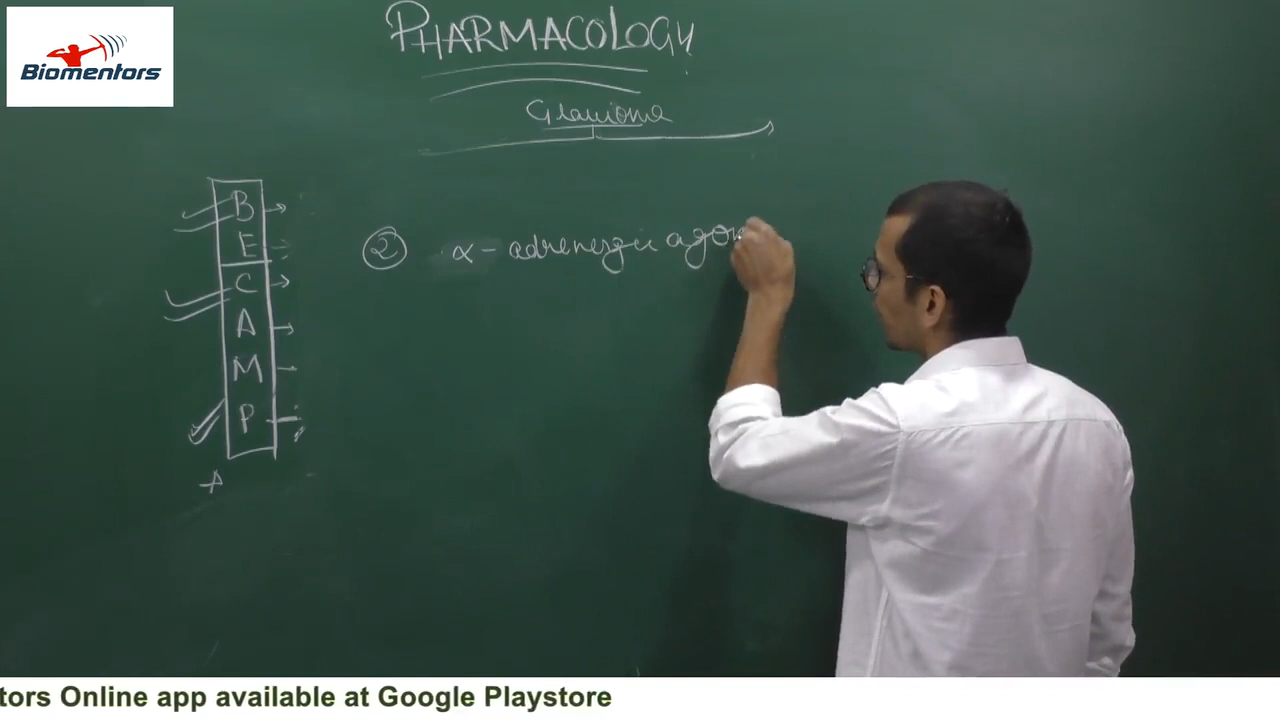 Biomentors
PHARMACOLOGY
Glaucoma
B
E
C
A
M
P
② α- adrenergic ago
tors Online app available at Google Playstore